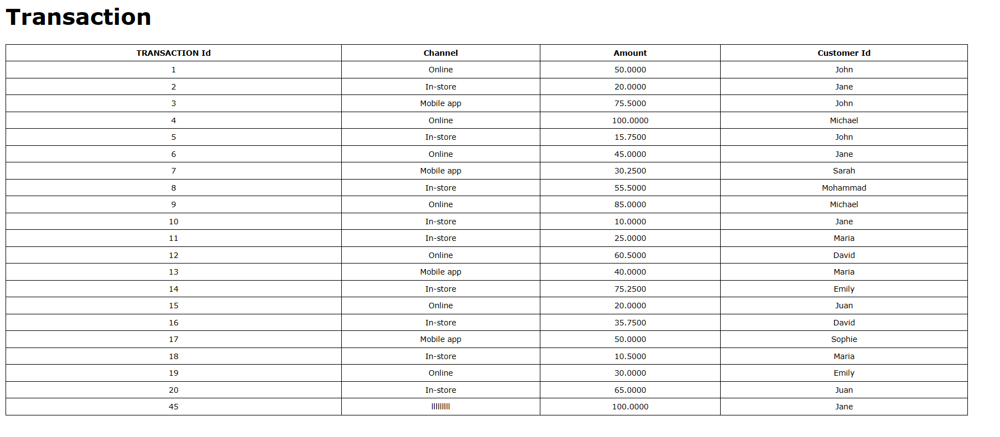 Transaction
TRANSACTION Id Channel Amount Customer Id
1 Online 50.0000 John
2 In-store 20.0000 Jane
3 Mobile app 75.5000 John
4 Online 100.0000 Michael
5 In-store 15.7500 John
6 Online 45.0000 Jane
7 Mobile app 30.2500 Sarah
8 In-store 55.5000 Mohammad
9 Online 85.0000 Michael
10 In-store 10.0000 Jane
11 In-store 25.0000 Maria
12 Online 60.5000 David
13 Mobile app 40.0000 Maria
14 In-store 75.2500 Emily
15 Online 20.0000 Juan
16 In-store 35.7500 David
17 Mobile app 50.0000 Sophie
18 In-store 10.5000 Maria
19 Online 30.0000 Emily
20 In-store 65.0000 Juan
45 lllllllll 100.0000 Jane